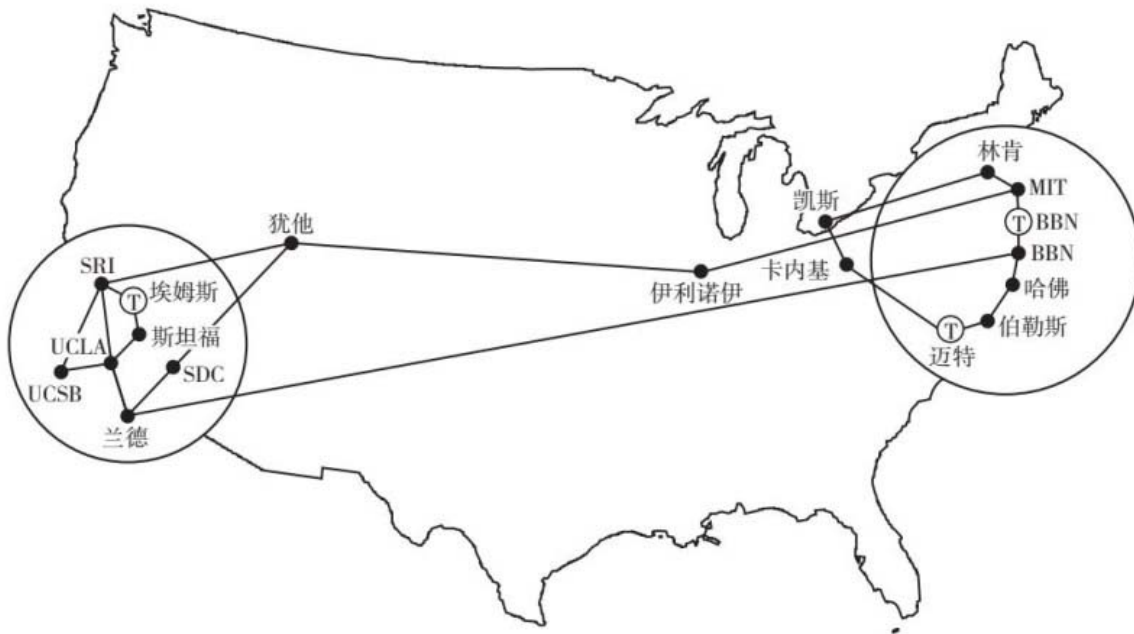 林肯
MIT
凯斯
T BBN
犹他
BBN
SRI
卡内基
哈佛
T 埃姆斯
伊利诺伊
斯坦福
伯勒斯
UCLA
T
迈特
SDC
UCSB
兰德